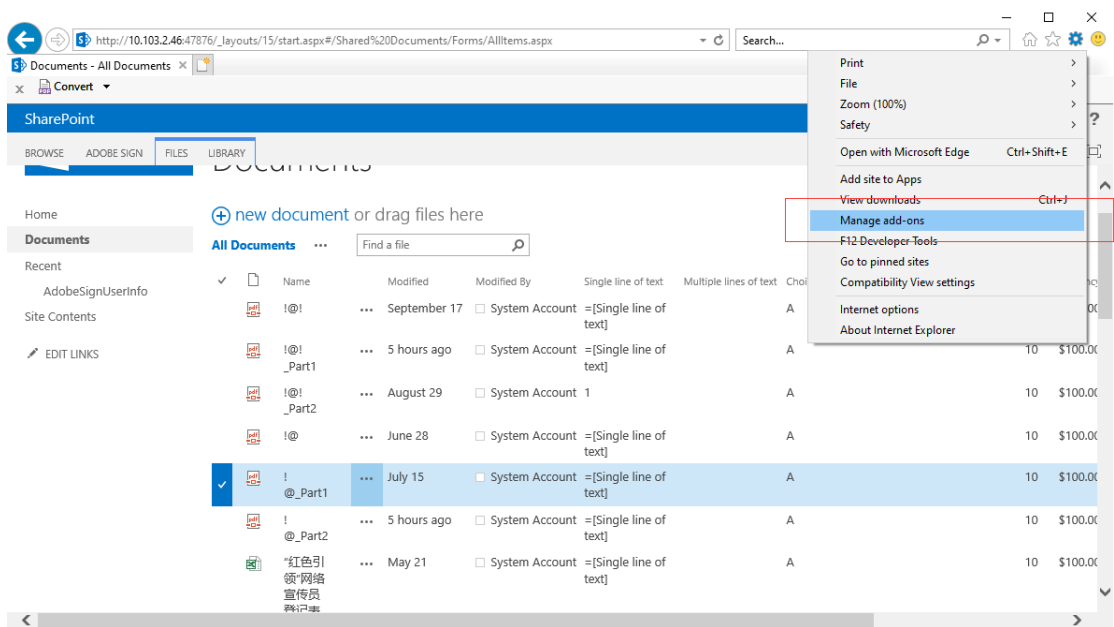 http://10.103.2.46:47876/_layouts/15/start.aspx#/Shared%20Documents/Forms/AllItems.aspx
Search...
Documents - All Documents
x Convert
SharePoint
?
BROWSE ADOBE SIGN FILES LIBRARY
Documents
Print
File
Zoom (100%)
Safety
Open with Microsoft Edge Ctrl+Shift+E
Add site to Apps
View downloads Ctrl+J
Manage add-ons
F12 Developer Tools
Go to pinned sites
Compatibility View settings
Internet options
About Internet Explorer
Home
Documents
Recent
AdobeSignUserInfo
Site Contents
EDIT LINKS
new document or drag files here
All Documents ... Find a file
Name Modified Modified By Single line of text Multiple lines of text Choi
!@! ... September 17 System Account =[Single line of
text] A
!@! ... 5 hours ago System Account =[Single line of A 10 $100.00
_Part1 text]
!@! ... August 29 System Account 1 A 10 $100.00
_Part2
!@ ... June 28 System Account =[Single line of A 10 $100.00
text]
! ... July 15 System Account =[Single line of A 10 $100.00
@_Part1 text]
! ... 5 hours ago System Account =[Single line of A 10 $100.00
@_Part2 text]
"红色引 ... May 21 System Account =[Single line of A 10 $100.00
领"网络 text]
宣传员
登记表